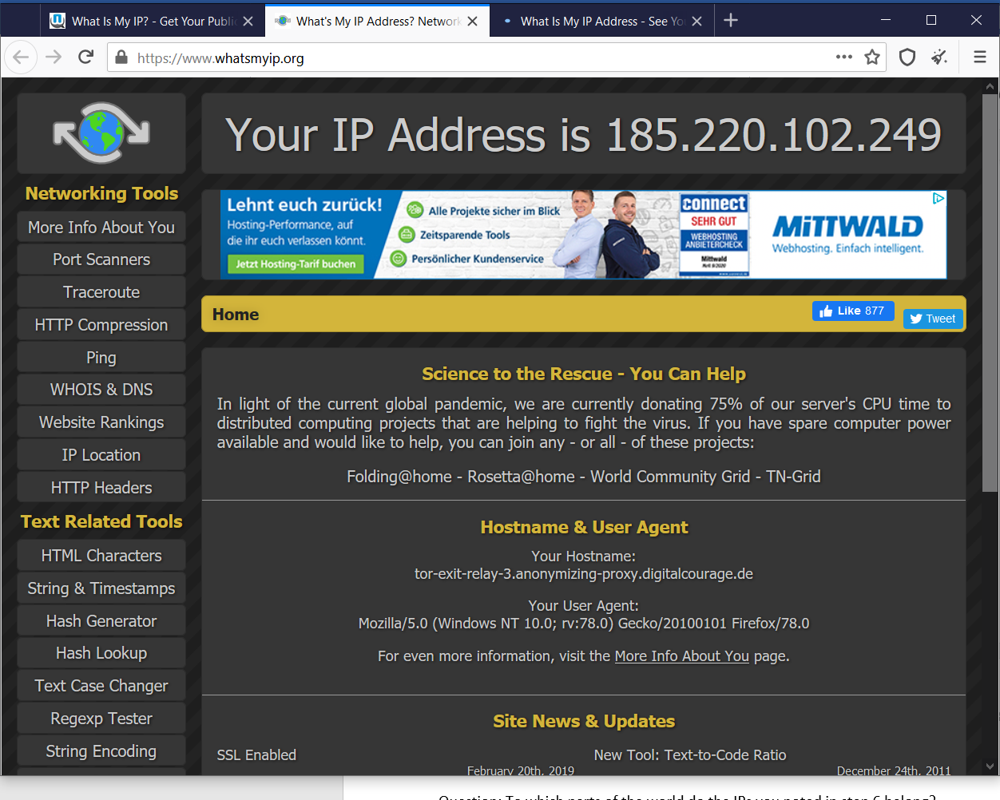 What Is My IP? - Get Your Public
What's My IP Address? Network
What Is My IP Address - See Yo
https://www.whatsmyip.org
Your IP Address is 185.220.102.249
Networking Tools
More Info About You
Port Scanners
Traceroute
HTTP Compression
Ping
WHOIS & DNS
Website Rankings
IP Location
HTTP Headers
Text Related Tools
HTML Characters
String & Timestamps
Hash Generator
Hash Lookup
Text Case Changer
Regexp Tester
String Encoding
Lehnt euch zurück!
Hosting-Performance, auf
die ihr euch verlassen könnt.
Jetzt Hosting-Tarif buchen
Alle Projekte sicher im Blick
Zeitsparende Tools
Persönlicher Kundenservice
connect
SEHR GUT
WEBHOSTING
ANBIETERCHECK
Mittwald
MITTWALD
Webhosting. Einfach intelligent.
Home
Like 877
Tweet
Science to the Rescue - You Can Help
In light of the current global pandemic, we are currently donating 75% of our server's CPU time to
distributed computing projects that are helping to fight the virus. If you have spare computer power
available and would like to help, you can join any - or all - of these projects:
Folding@home - Rosetta@home - World Community Grid - TN-Grid
Hostname & User Agent
Your Hostname:
tor-exit-relay-3.anonymizing-proxy.digitalcourage.de
Your User Agent:
Mozilla/5.0 (Windows NT 10.0; rv:78.0) Gecko/20100101 Firefox/78.0
For even more information, visit the More Info About You page.
Site News & Updates
SSL Enabled
February 20th, 2019
New Tool: Text-to-Code Ratio
December 24th, 2011
Question: To which parts of the world do the IPs you noted in step 6 belong?